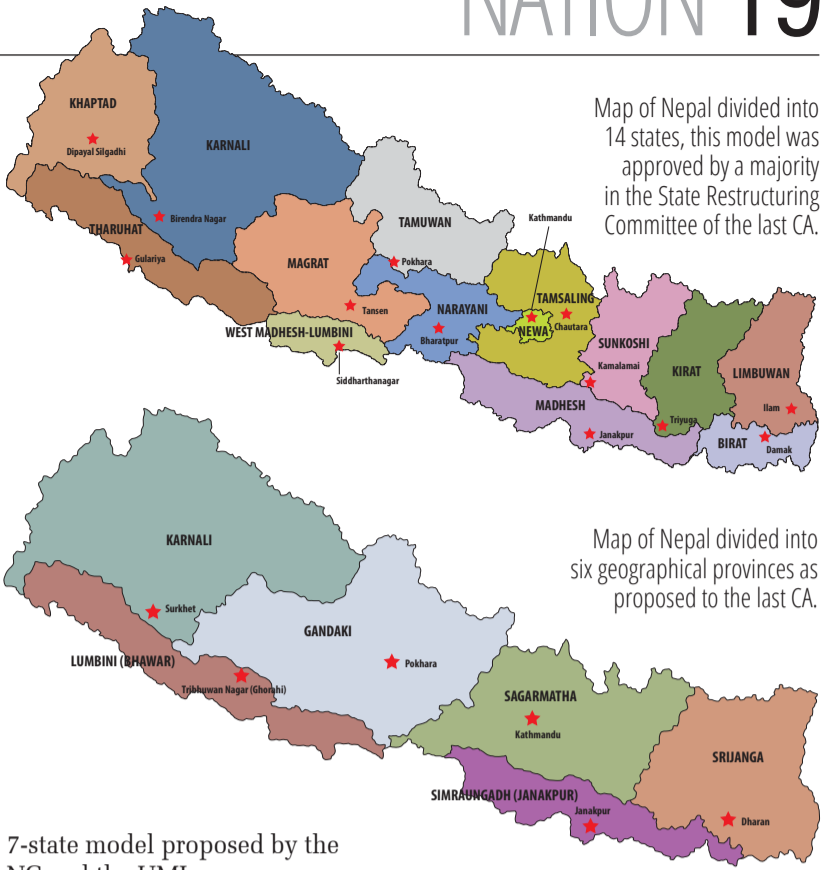 NATION 19
Map of Nepal divided into
14 states, this model was
approved by a majority
in the State Restructuring
Committee of the last CA.
KHAPTAD
Dipayal Silgadhi
KARNALI
Birendra Nagar
THARUHAT
Gulariya
MAGRAT
Tansen
TAMUWAN
Pokhara
Kathmandu
NARAYANI
Bharatpur
WEST MADHESH-LUMBINI
Siddharthanagar
TAMSALING
NEWA
Chautara
SUNKOSHI
Kamalamai
KIRAT
Triyuga
LIMBUWAN
Ilam
MADHESH
Janakpur
BIRAT
Damak
Map of Nepal divided into
six geographical provinces as
proposed to the last CA.
KARNALI
Surkhet
GANDAKI
Pokhara
LUMBINI (BHAWAR)
Tribhuwan Nagar (Ghorahi)
SAGARMATHA
Kathmandu
SRIJANGA
Dharan
SIMRAUNGADH (JANAKPUR)
Janakpur
7-state model proposed by the